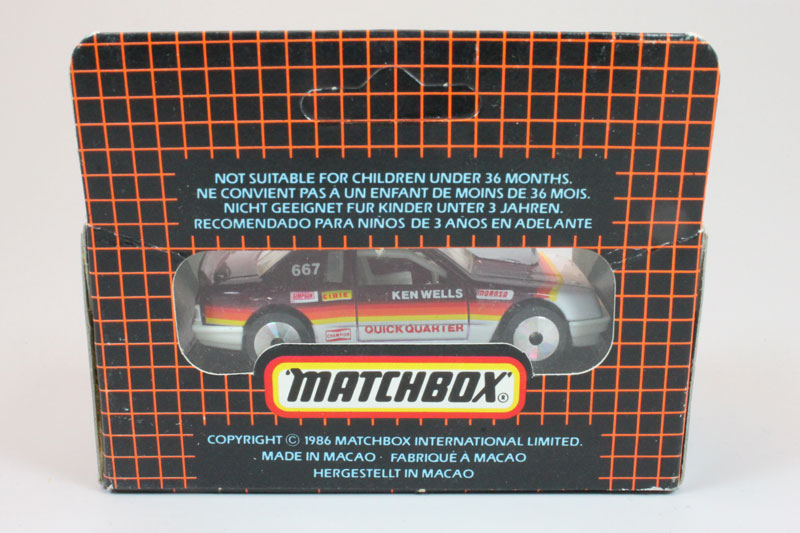 NOT SUITABLE FOR CHILDREN UNDER 36 MONTHS.
NE CONVIENT PAS A UN ENFANT DE MOINS DE 36 MOIS.
NICHT GEEIGNET FUR KINDER UNTER 3 JAHREN.
RECOMENDADO PARA NIÑOS DE 3 AÑOS EN ADELANTE
667
SIMPSON
KEN WELLS
CHAMPION
QUICK QUARTER
"MATCHBOX"®
COPYRIGHT © 1986 MATCHBOX INTERNATIONAL LIMITED.
. MADE IN MACAO · FABRIQUÉ À MACAO
HERGESTELLT IN MACAO